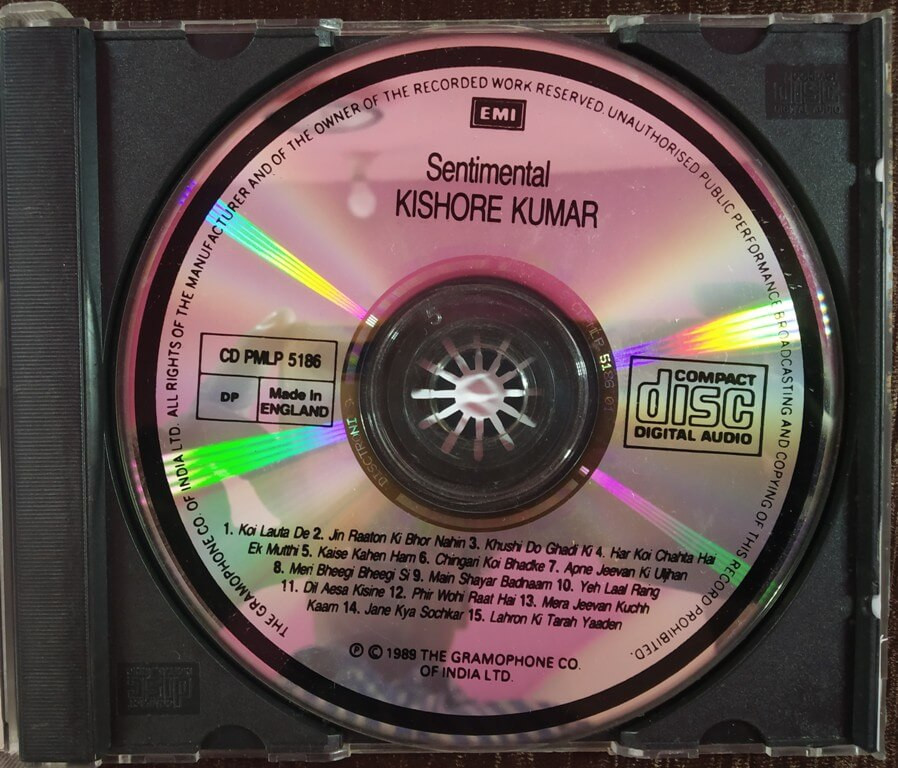 THE GRAMOPHONE CO. OF INDIA LTD. ALL RIGHTS OF THE MANUFACTURER AND OF THE OWNER OF THE RECORDED WORK RESERVED. UNAUTHORISED PUBLIC PERFORMANCE BROADCASTING AND COPYING OF THIS RECORD PROHIBITED.
EMI
Sentimental
KISHORE KUMAR
CD PMLP 5186
DP
Made in
ENGLAND
COMPACT
disc
DIGITAL AUDIO
1. Koi Lauta De 2. Jin Raaton Ki Bhor Nahin 3. Khushi Do Ghadi Ki 4. Har Koi Chahta Hai
Ek Mutthi 5. Kaise Kahen Ham 6. Chingari Koi Bhadke 7. Apne Jeevan Ki Uljhan
8. Meri Bheegi Bheegi Si 9. Main Shayar Badnaam 10. Yeh Laal Rang
11. Dil Aesa Kisine 12. Phir Wohi Raat Hai 13. Mera Jeevan Kuchh
Kaam 14. Jane Kya Sochkar 15. Lahron Ki Tarah Yaaden
℗ © 1989 THE GRAMOPHONE CO.
OF INDIA LTD.